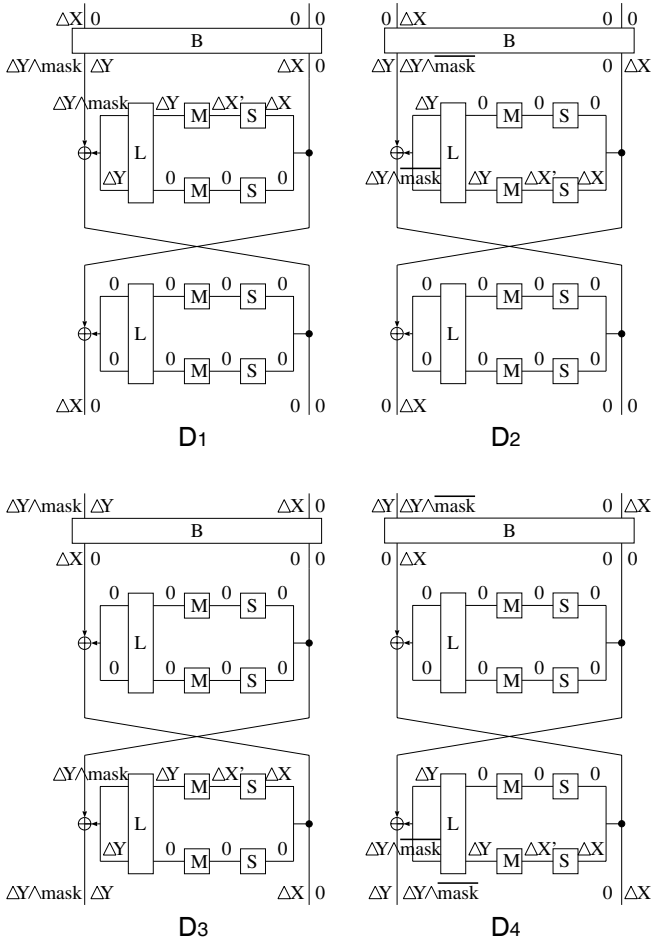 △X 0 0 0
B
△Y∧mask △Y △X 0
△Y∧mask △Y △X' △X
M S
L
△Y 0 0 0
M S
0 0 0 0
M S
L
0 0 0 0
M S
△X 0 0 0
D1
0 △X 0 0
B
△Y △Y∧mask̅ 0 △X
△Y 0 0 0
M S
L
△Y∧mask̅ △Y △X' △X
M S
0 0 0 0
M S
L
0 0 0 0
M S
0 △X 0 0
D2
△Y∧mask △Y △X 0
B
△X 0 0 0
0 0 0 0
M S
L
0 0 0 0
M S
△Y∧mask △Y △X' △X
M S
L
△Y 0 0 0
M S
△Y∧mask △Y △X 0
D3
△Y △Y∧mask̅ 0 △X
B
0 △X 0 0
0 0 0 0
M S
L
0 0 0 0
M S
△Y 0 0 0
M S
L
△Y∧mask̅ △Y △X' △X
M S
△Y △Y∧mask̅ 0 △X
D4